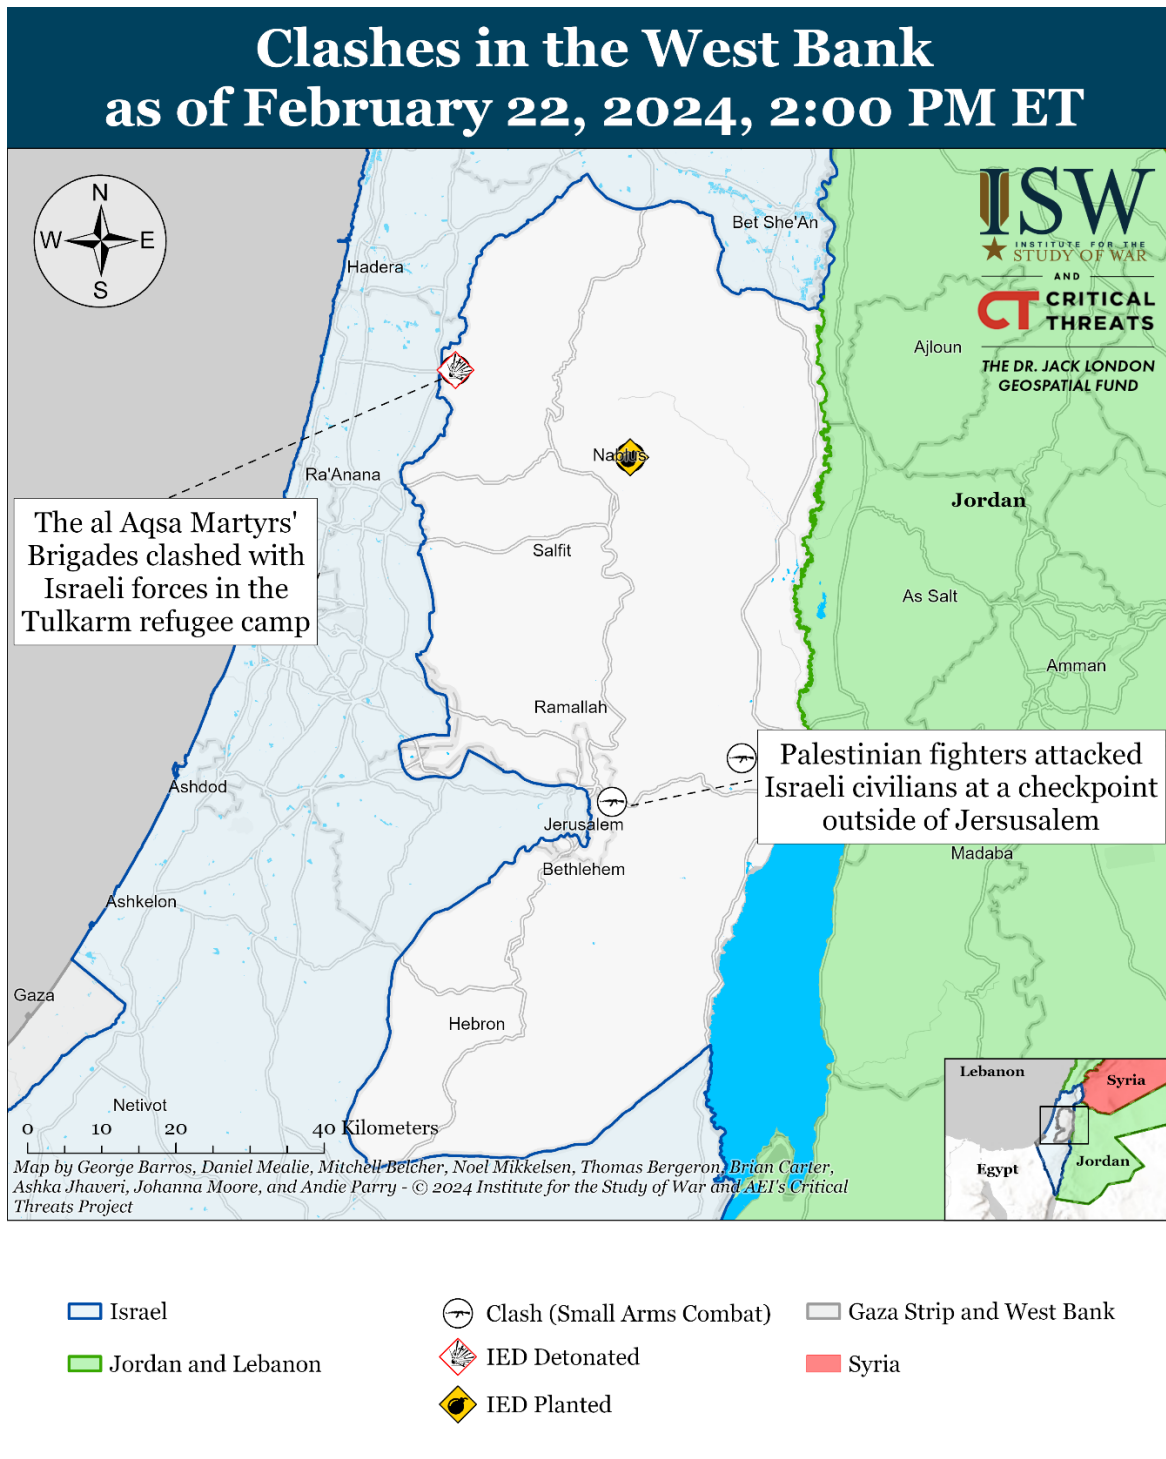 Clashes in the West Bank
as of February 22, 2024, 2:00 PM ET
N
W
E
S
ISW
INSTITUTE FOR THE
STUDY OF WAR
AND
CT CRITICAL
THREATS
THE DR. JACK LONDON
GEOSPATIAL FUND
Bet She'An
Hadera
Ajloun
Nablus
Ra'Anana
Jordan
The al Aqsa Martyrs'
Brigades clashed with
Israeli forces in the
Tulkarm refugee camp
Salfit
As Salt
Amman
Ramallah
Palestinian fighters attacked
Israeli civilians at a checkpoint
outside of Jersusalem
Ashdod
Jerusalem
Madaba
Bethlehem
Ashkelon
Gaza
Hebron
Netivot
0 10 20 40 Kilometers
Map by George Barros, Daniel Mealie, Mitchell Belcher, Noel Mikkelsen, Thomas Bergeron, Brian Carter,
Ashka Jhaveri, Johanna Moore, and Andie Parry - © 2024 Institute for the Study of War and AEI's Critical
Threats Project
Lebanon
Syria
Egypt
Jordan
Israel
Jordan and Lebanon
Clash (Small Arms Combat)
IED Detonated
IED Planted
Gaza Strip and West Bank
Syria